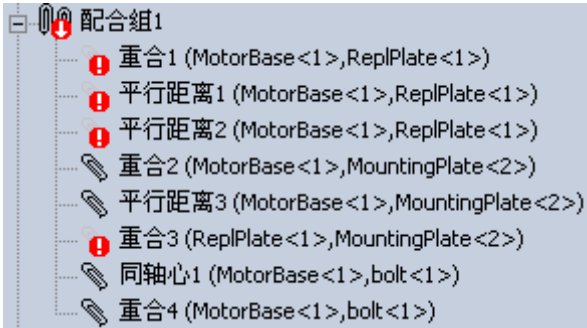 配合组1
重合1 (MotorBase<1>,ReplPlate<1>)
平行距离1 (MotorBase<1>,ReplPlate<1>)
平行距离2 (MotorBase<1>,ReplPlate<1>)
重合2 (MotorBase<1>,MountingPlate<2>)
平行距离3 (MotorBase<1>,MountingPlate<2>)
重合3 (ReplPlate<1>,MountingPlate<2>)
同轴心1 (MotorBase<1>,bolt<1>)
重合4 (MotorBase<1>,bolt<1>)